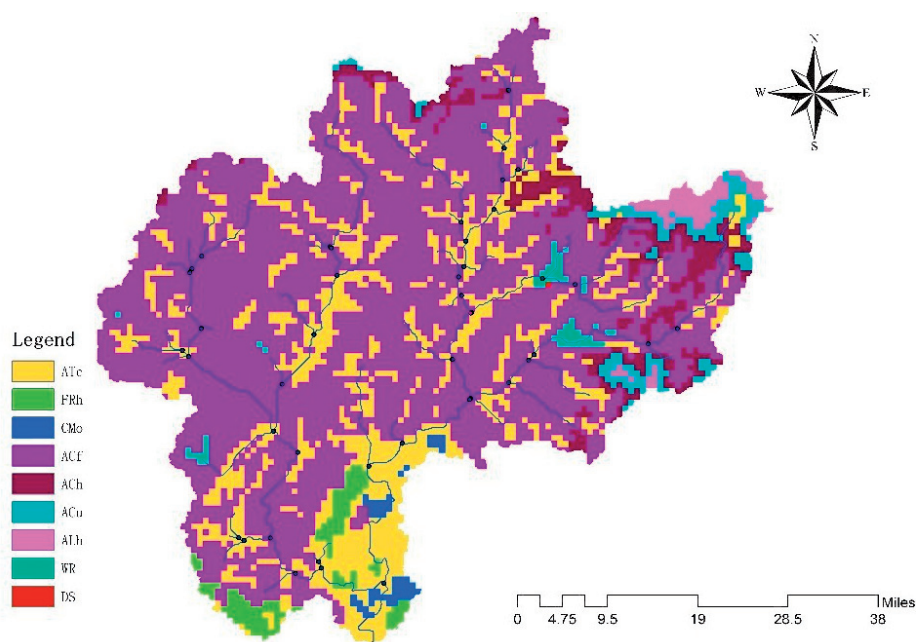 N
W E
S
Legend
ATc
FRh
CMo
ACf
ACh
ACu
ALh
WR
DS
Miles
0 4.75 9.5 19 28.5 38